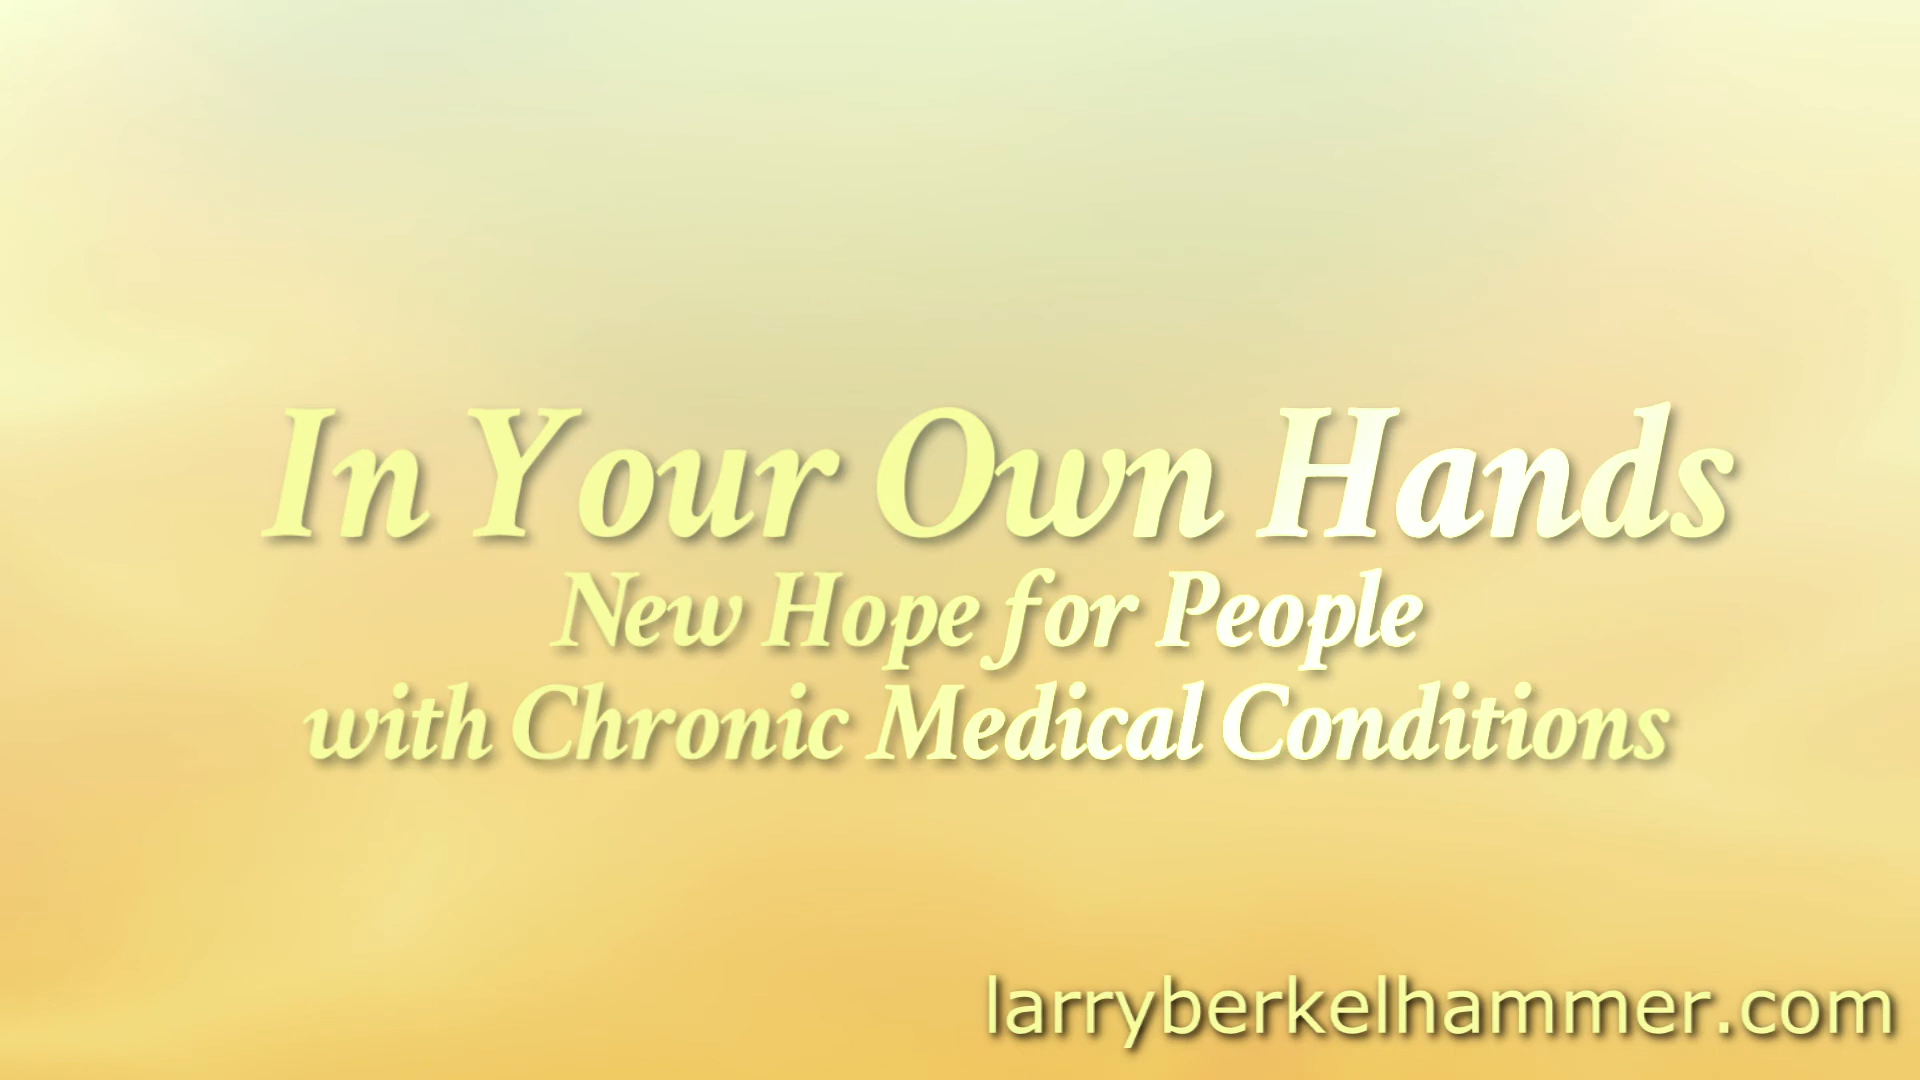 In Your Own Hands
New Hope for People
with Chronic Medical Conditions
larryberkelhammer.com